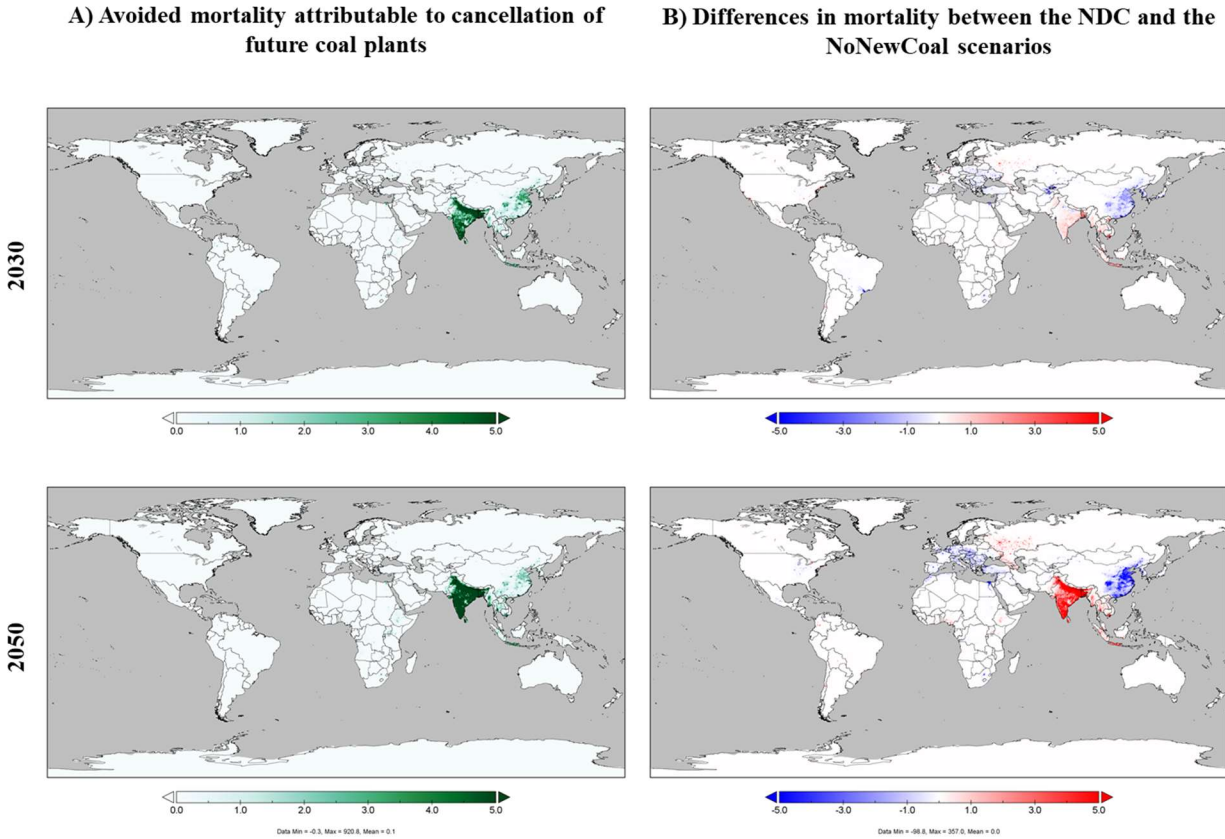 A) Avoided mortality attributable to cancellation of
future coal plants
B) Differences in mortality between the NDC and the
NoNewCoal scenarios
2030
0.0 1.0 2.0 3.0 4.0 5.0
-5.0 -3.0 -1.0 1.0 3.0 5.0
2050
0.0 1.0 2.0 3.0 4.0 5.0
Data Min = -0.3, Max = 920.8, Mean = 0.1
-5.0 -3.0 -1.0 1.0 3.0 5.0
Data Min = -98.8, Max = 357.0, Mean = 0.0